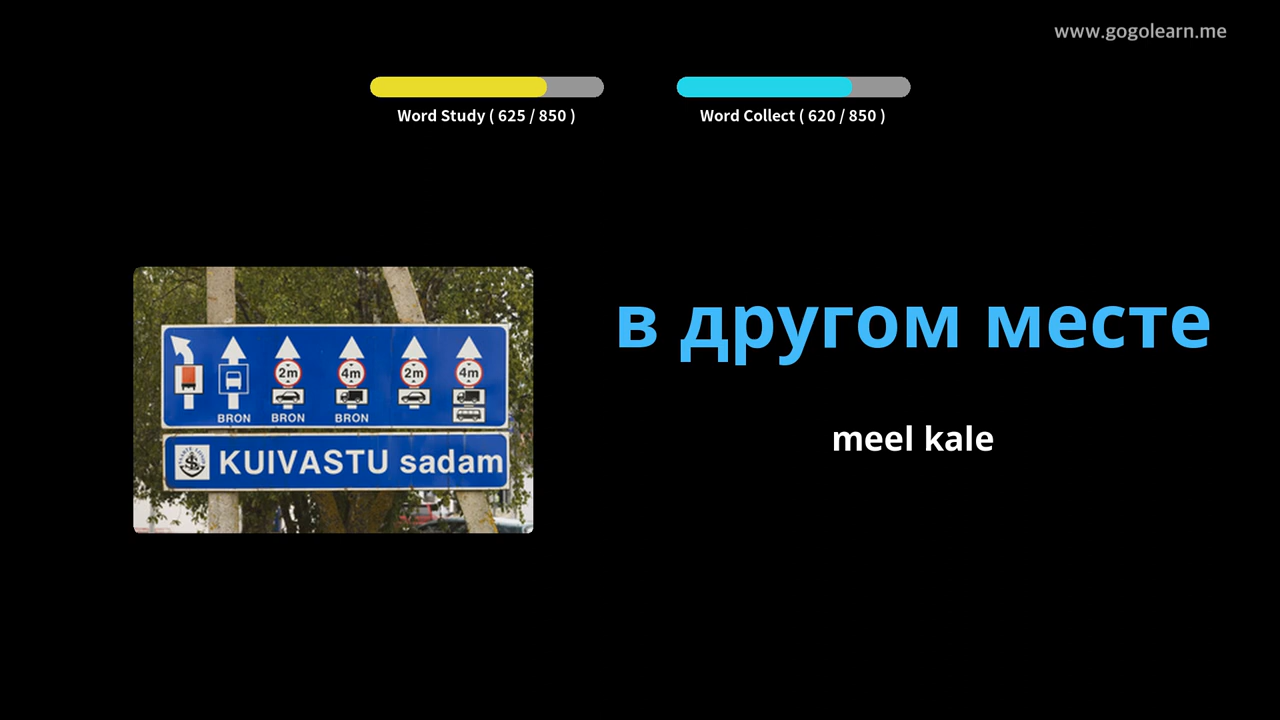 www.gogolearn.me
Word Study ( 625 / 850 )
Word Collect ( 620 / 850 )
в другом месте
meel kale
2m 4m 2m 4m
BRON BRON BRON
KUIVASTU sadam